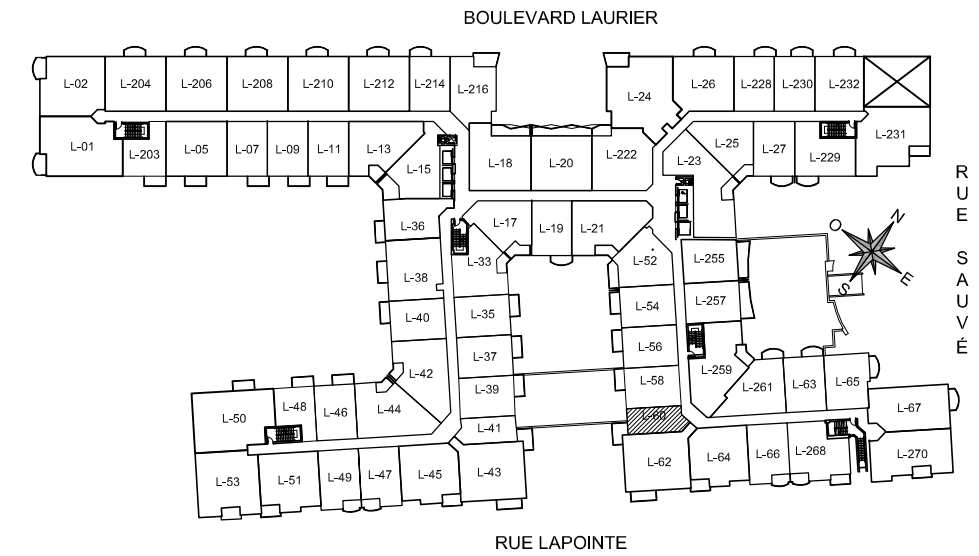 BOULEVARD LAURIER
L-02 L-204 L-206 L-208 L-210 L-212 L-214 L-216 L-24 L-26 L-228 L-230 L-232
L-01 L-203 L-05 L-07 L-09 L-11 L-13 L-15 L-18 L-20 L-222 L-23 L-25 L-27 L-229 L-231
L-36 L-17 L-19 L-21
L-33 L-52 L-255
L-38
L-35 L-54 L-257
L-40
L-37 L-56
L-42 L-39 L-58 L-259 L-261 L-63 L-65
L-50 L-48 L-46 L-44 L-41 L-60 L-67
L-53 L-51 L-49 L-47 L-45 L-43 L-62 L-64 L-66 L-268 L-270
N
O
E
S
RUE SAUVÉ
RUE LAPOINTE